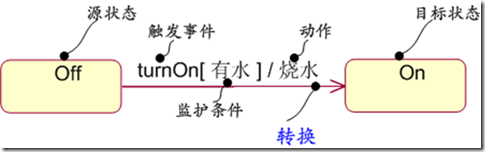 源状态
触发事件
动作
目标状态
Off
turnOn[ 有水 ] / 烧水
On
监护条件
转换